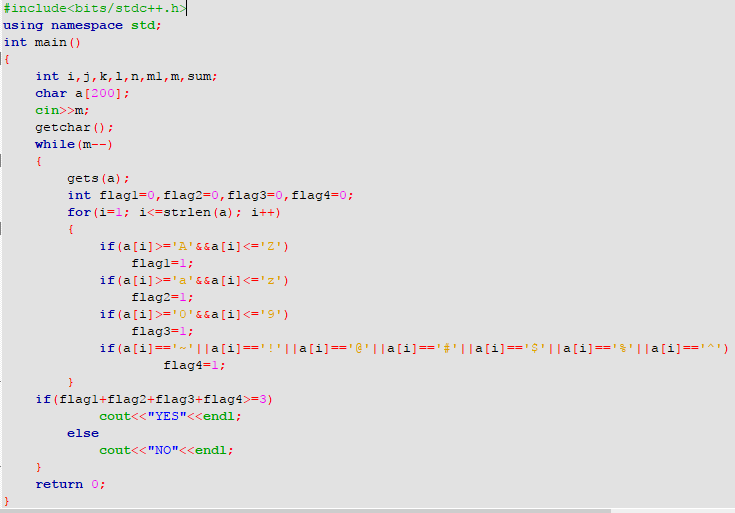 #include<bits/stdc++.h>
using namespace std;
int main()
{
    int i,j,k,l,n,ml,m,sum;
    char a[200];
    cin>>m;
    getchar();
    while(m--)
    {
        gets(a);
        int flag1=0,flag2=0,flag3=0,flag4=0;
        for(i=1; i<=strlen(a); i++)
        {
            if(a[i]>='A'&&a[i]<='Z')
                flag1=1;
            if(a[i]>='a'&&a[i]<='z')
                flag2=1;
            if(a[i]>='0'&&a[i]<='9')
                flag3=1;
            if(a[i]=='~'||a[i]=='!'||a[i]=='@'||a[i]=='#'||a[i]=='$'||a[i]=='%'||a[i]=='^')
                    flag4=1;
        }
    if(flag1+flag2+flag3+flag4>=3)
            cout<<"YES"<<endl;
        else
            cout<<"NO"<<endl;
    }
    return 0;
}